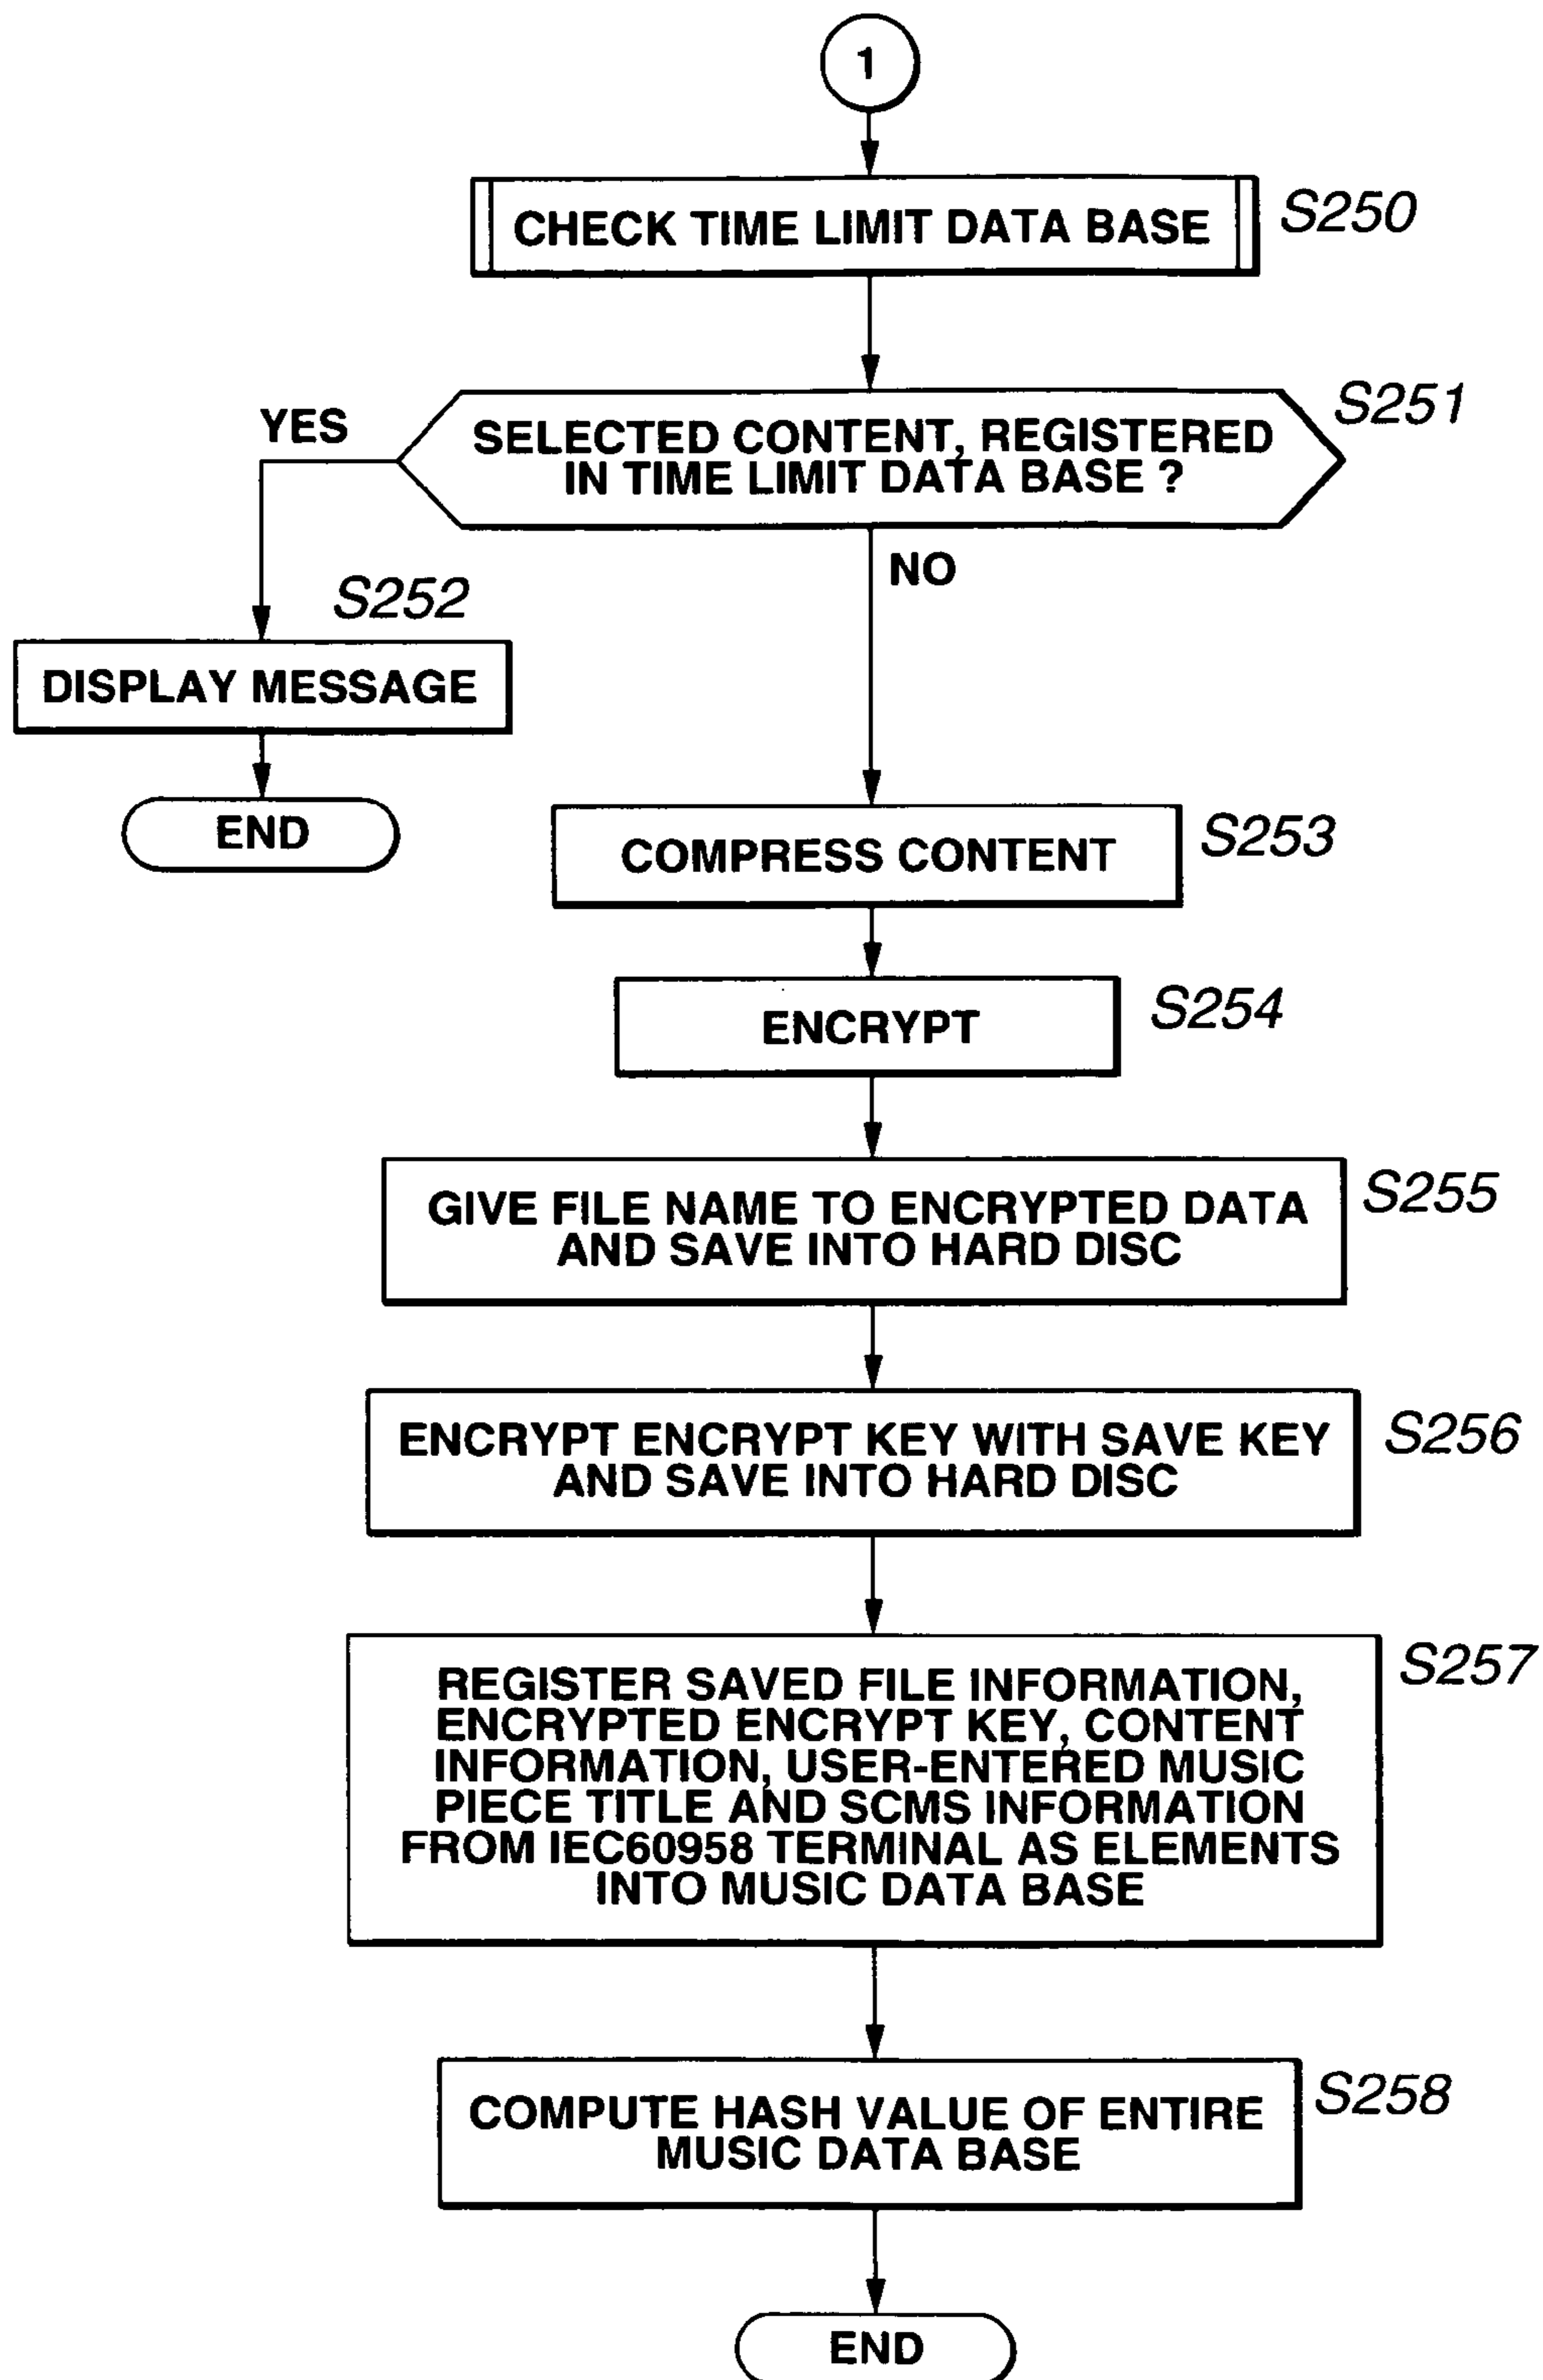 1
CHECK TIME LIMIT DATA BASE
S250
SELECTED CONTENT, REGISTERED
IN TIME LIMIT DATA BASE ?
S251
YES
NO
S252
DISPLAY MESSAGE
END
COMPRESS CONTENT
S253
ENCRYPT
S254
GIVE FILE NAME TO ENCRYPTED DATA
AND SAVE INTO HARD DISC
S255
ENCRYPT ENCRYPT KEY WITH SAVE KEY
AND SAVE INTO HARD DISC
S256
REGISTER SAVED FILE INFORMATION,
ENCRYPTED ENCRYPT KEY, CONTENT
INFORMATION, USER-ENTERED MUSIC
PIECE TITLE AND SCMS INFORMATION
FROM IEC60958 TERMINAL AS ELEMENTS
INTO MUSIC DATA BASE
S257
COMPUTE HASH VALUE OF ENTIRE
MUSIC DATA BASE
S258
END